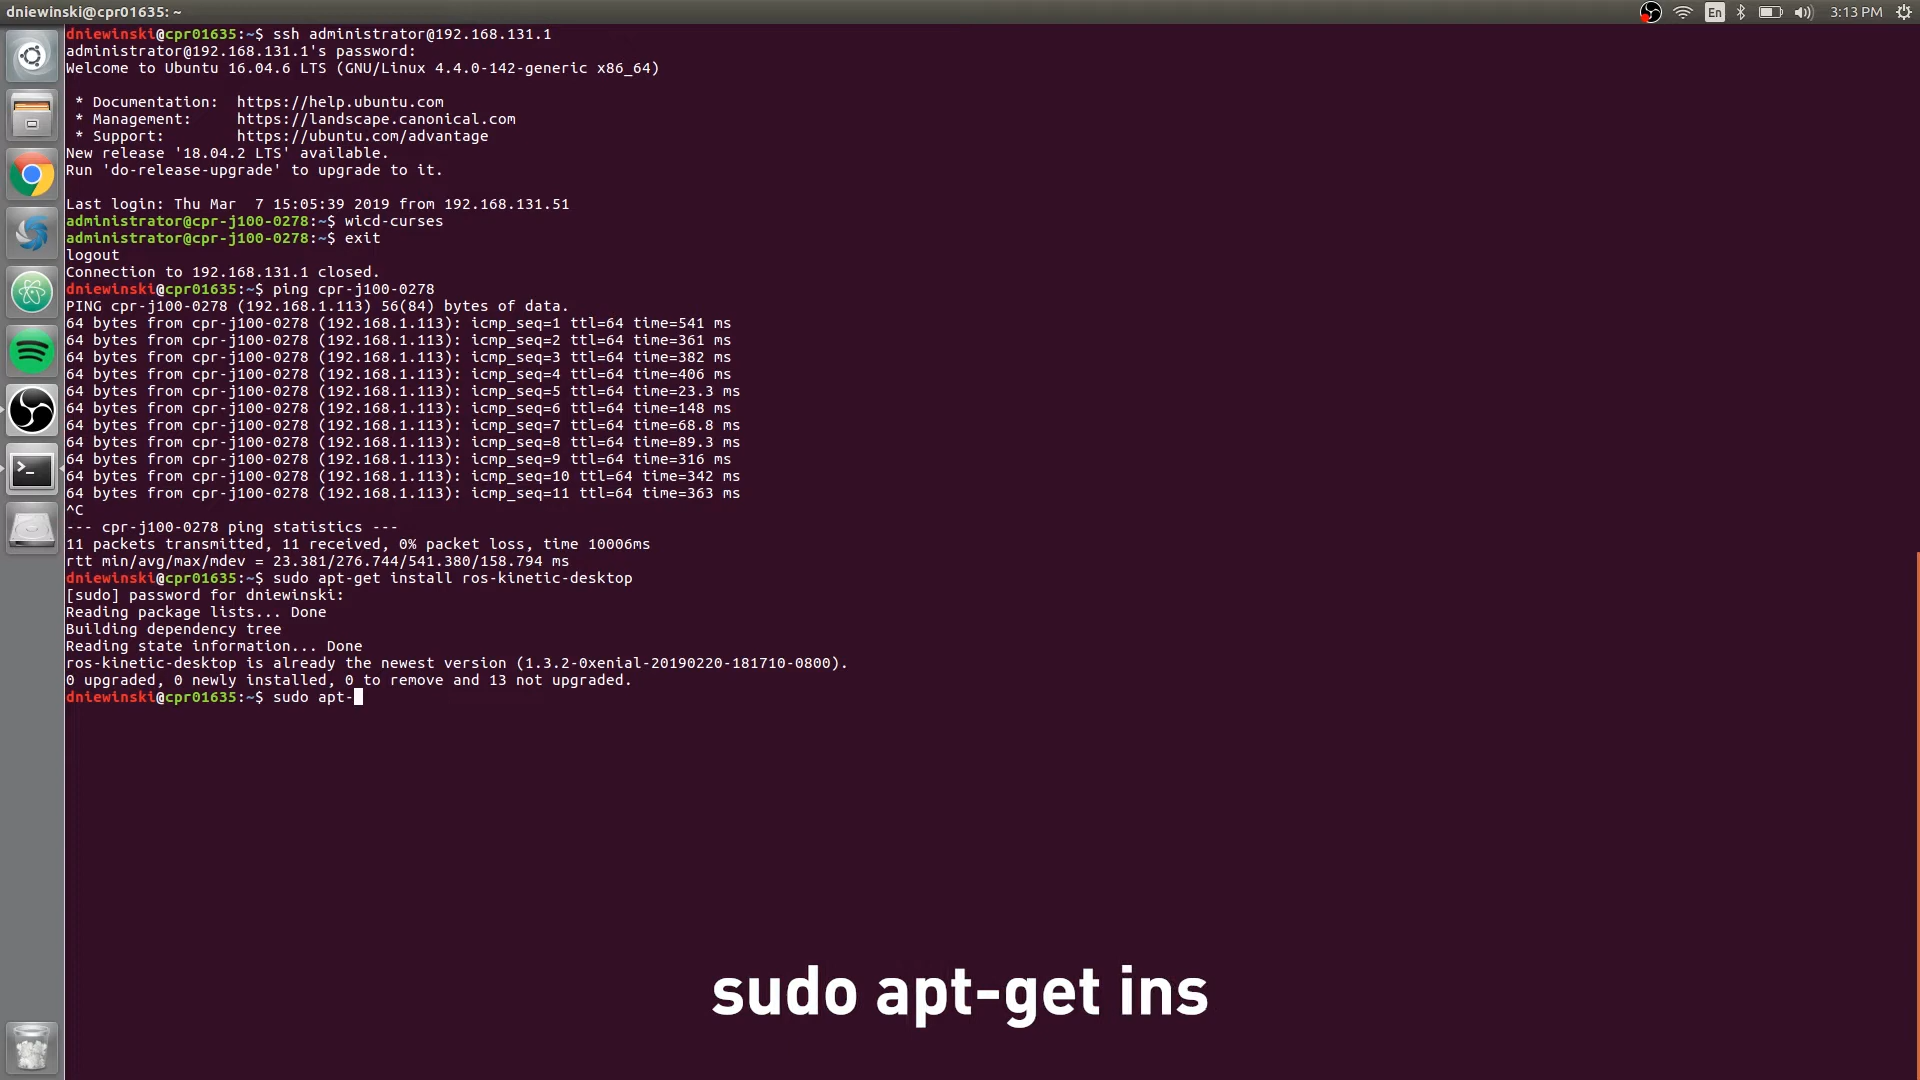 dniewinski@cpr01635: ~
En
3:13 PM
dniewinski@cpr01635:~$ ssh administrator@192.168.131.1
administrator@192.168.131.1's password:
Welcome to Ubuntu 16.04.6 LTS (GNU/Linux 4.4.0-142-generic x86_64)
* Documentation:  https://help.ubuntu.com
* Management:     https://landscape.canonical.com
* Support:        https://ubuntu.com/advantage
New release '18.04.2 LTS' available.
Run 'do-release-upgrade' to upgrade to it.
Last login: Thu Mar  7 15:05:39 2019 from 192.168.131.51
administrator@cpr-j100-0278:~$ wicd-curses
administrator@cpr-j100-0278:~$ exit
logout
Connection to 192.168.131.1 closed.
dniewinski@cpr01635:~$ ping cpr-j100-0278
PING cpr-j100-0278 (192.168.1.113) 56(84) bytes of data.
64 bytes from cpr-j100-0278 (192.168.1.113): icmp_seq=1 ttl=64 time=541 ms
64 bytes from cpr-j100-0278 (192.168.1.113): icmp_seq=2 ttl=64 time=361 ms
64 bytes from cpr-j100-0278 (192.168.1.113): icmp_seq=3 ttl=64 time=382 ms
64 bytes from cpr-j100-0278 (192.168.1.113): icmp_seq=4 ttl=64 time=406 ms
64 bytes from cpr-j100-0278 (192.168.1.113): icmp_seq=5 ttl=64 time=23.3 ms
64 bytes from cpr-j100-0278 (192.168.1.113): icmp_seq=6 ttl=64 time=148 ms
64 bytes from cpr-j100-0278 (192.168.1.113): icmp_seq=7 ttl=64 time=68.8 ms
64 bytes from cpr-j100-0278 (192.168.1.113): icmp_seq=8 ttl=64 time=89.3 ms
64 bytes from cpr-j100-0278 (192.168.1.113): icmp_seq=9 ttl=64 time=316 ms
64 bytes from cpr-j100-0278 (192.168.1.113): icmp_seq=10 ttl=64 time=342 ms
64 bytes from cpr-j100-0278 (192.168.1.113): icmp_seq=11 ttl=64 time=363 ms
^C
--- cpr-j100-0278 ping statistics ---
11 packets transmitted, 11 received, 0% packet loss, time 10006ms
rtt min/avg/max/mdev = 23.381/276.744/541.380/158.794 ms
dniewinski@cpr01635:~$ sudo apt-get install ros-kinetic-desktop
[sudo] password for dniewinski:
Reading package lists... Done
Building dependency tree
Reading state information... Done
ros-kinetic-desktop is already the newest version (1.3.2-0xenial-20190220-181710-0800).
0 upgraded, 0 newly installed, 0 to remove and 13 not upgraded.
dniewinski@cpr01635:~$ sudo apt-
sudo apt-get ins